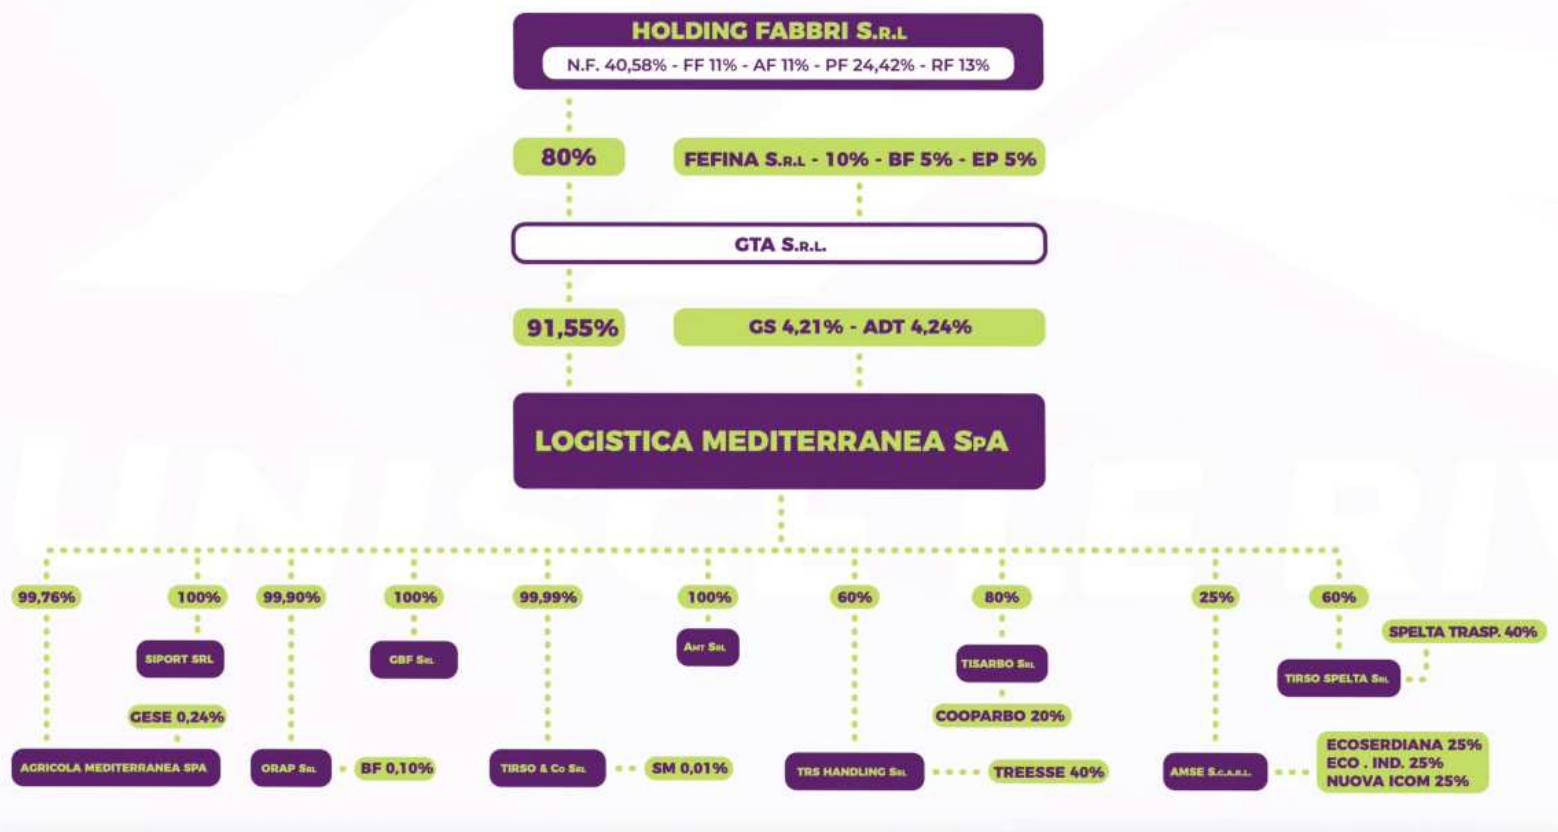 HOLDING FABBRI S.R.L
N.F. 40,58% - FF 11% - AF 11% - PF 24,42% - RF 13%
80%
FEFINA S.R.L - 10% - BF 5% - EP 5%
GTA S.R.L.
91,55%
GS 4,21% - ADT 4,24%
LOGISTICA MEDITERRANEA SPA
UNISCE LE RIV
99,76%
100%
99,90%
100%
99,99%
100%
60%
80%
25%
60%
SPELTA TRASP. 40%
SIPORT SRL
GBF SRL
AMT SRL
TISARBO SRL
TIRSO SPELTA SRL
GESE 0,24%
COOPARBO 20%
AGRICOLA MEDITERRANEA SPA
ORAP SRL
BF 0,10%
TIRSO & CO SRL
SM 0,01%
TRS HANDLING SRL
TREESSE 40%
AMSE S.C.A.R.L.
ECOSERDIANA 25%
ECO . IND. 25%
NUOVA ICOM 25%